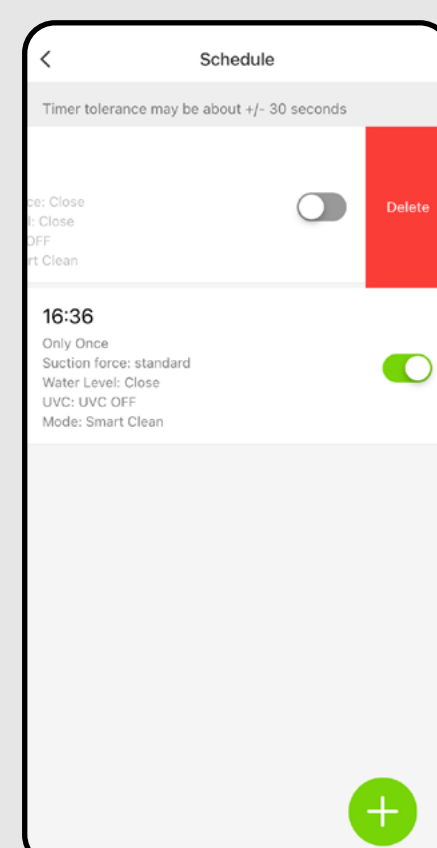 Schedule
Timer tolerance may be about +/- 30 seconds
ce: Close
l: Close
OFF
rt Clean
Delete
16:36
Only Once
Suction force: standard
Water Level: Close
UVC: UVC OFF
Mode: Smart Clean